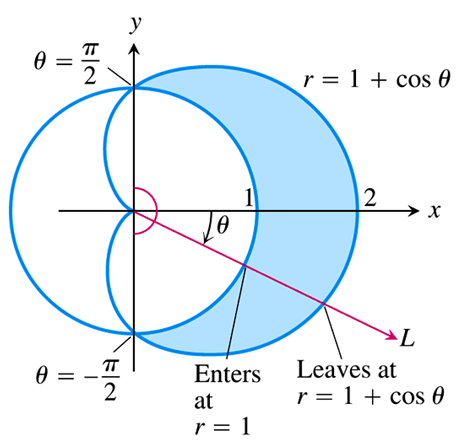 y
θ = π/2
r = 1 + cos θ
1
2
x
θ
L
θ = −π/2
Enters
at
r = 1
Leaves at
r = 1 + cos θ